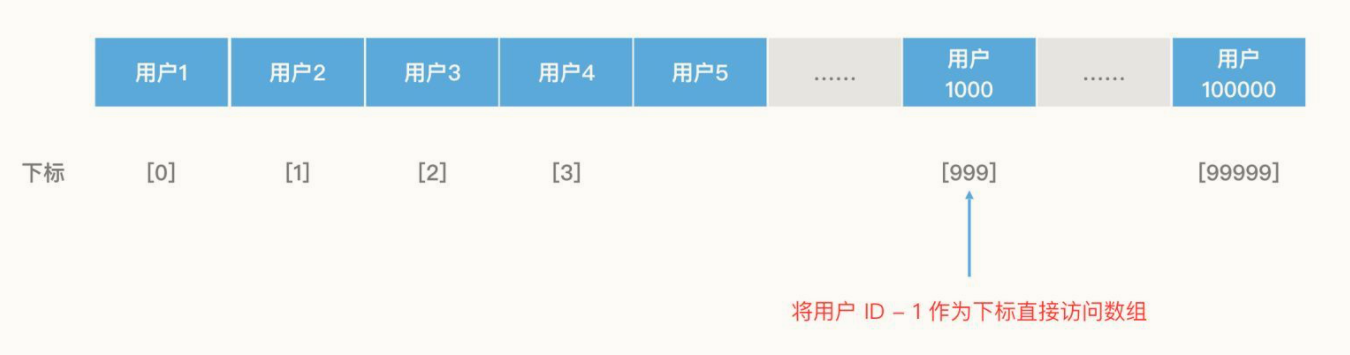 用户1 用户2 用户3 用户4 用户5 …… 用户 1000 …… 用户 100000
下标 [0] [1] [2] [3] [999] [99999]
将用户 ID – 1 作为下标直接访问数组